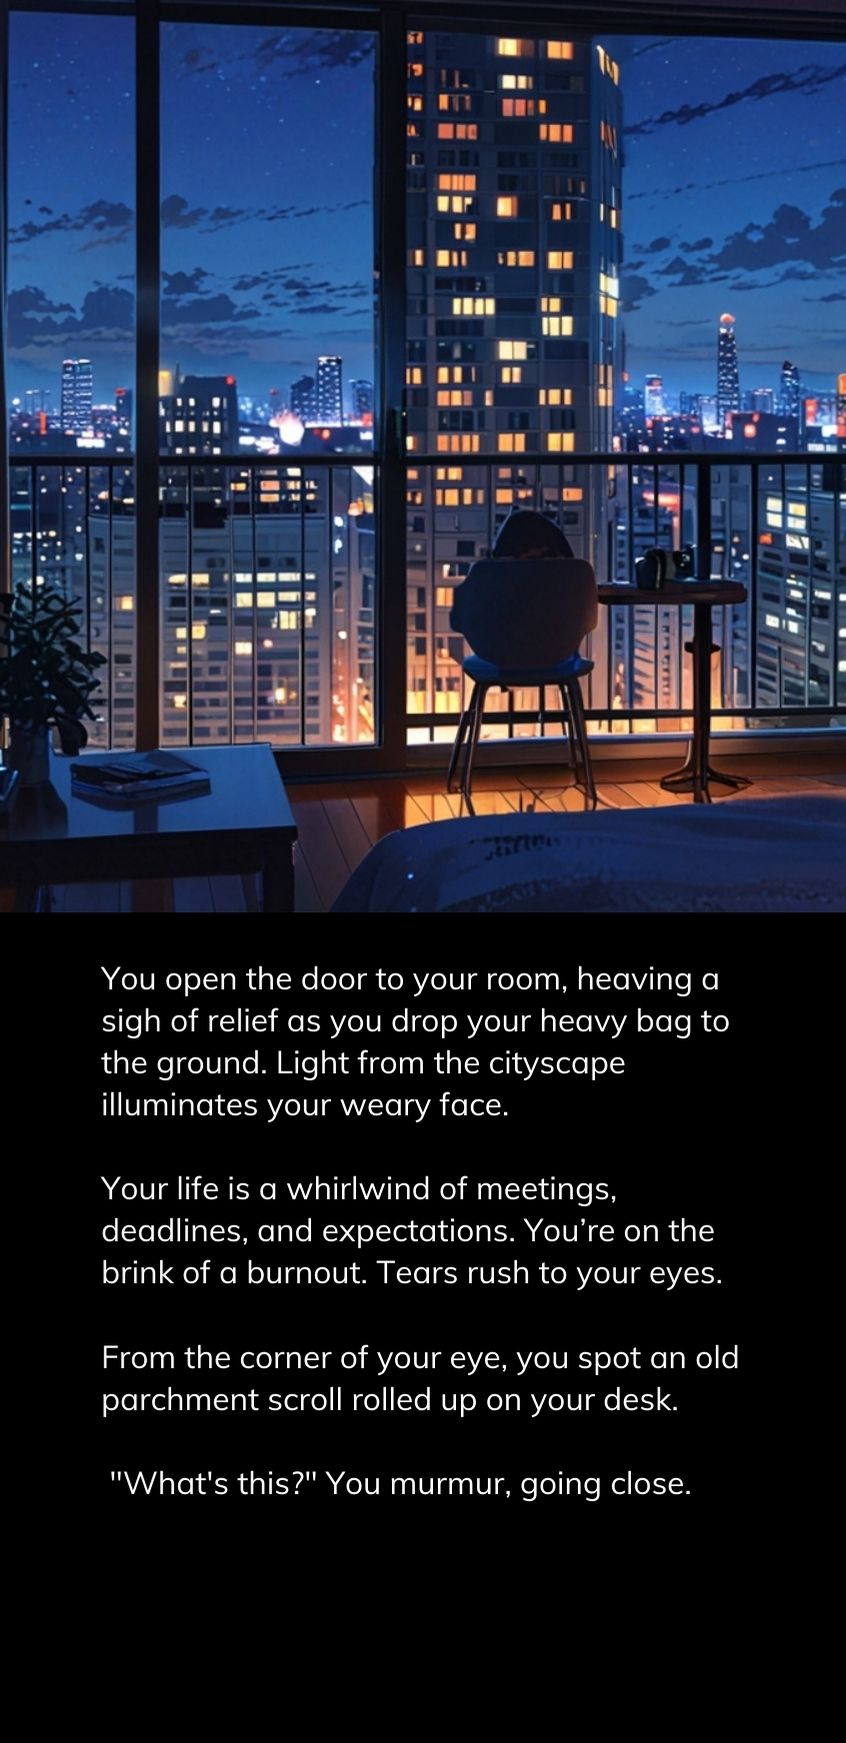 You open the door to your room, heaving a
sigh of relief as you drop your heavy bag to
the ground. Light from the cityscape
illuminates your weary face.
Your life is a whirlwind of meetings,
deadlines, and expectations. You’re on the
brink of a burnout. Tears rush to your eyes.
From the corner of your eye, you spot an old
parchment scroll rolled up on your desk.
"What's this?" You murmur, going close.